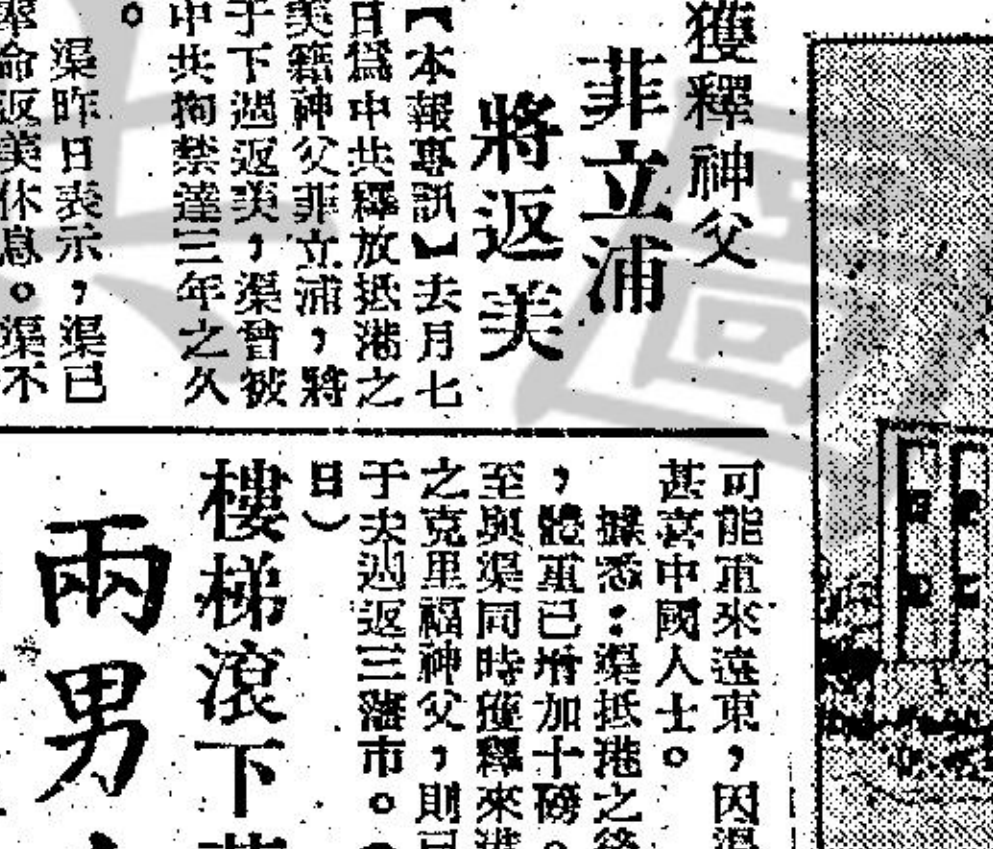 獲釋神父
菲立浦
將返美
【本報專訊】去月七
日爲中共釋放抵港之
美籍神父菲立浦，將
于下週返美，渠曾被
中共拘禁達三年之久
。
渠昨日表示，渠已
奉命返美休息。渠不
可能重來遠東，因渠
甚喜中國人士。
據悉：渠抵港之後
，體重已增加十磅。
至與渠同時獲釋來港
之克里福神父，則已
于週返三藩市。（
日）
樓梯滾下
兩男